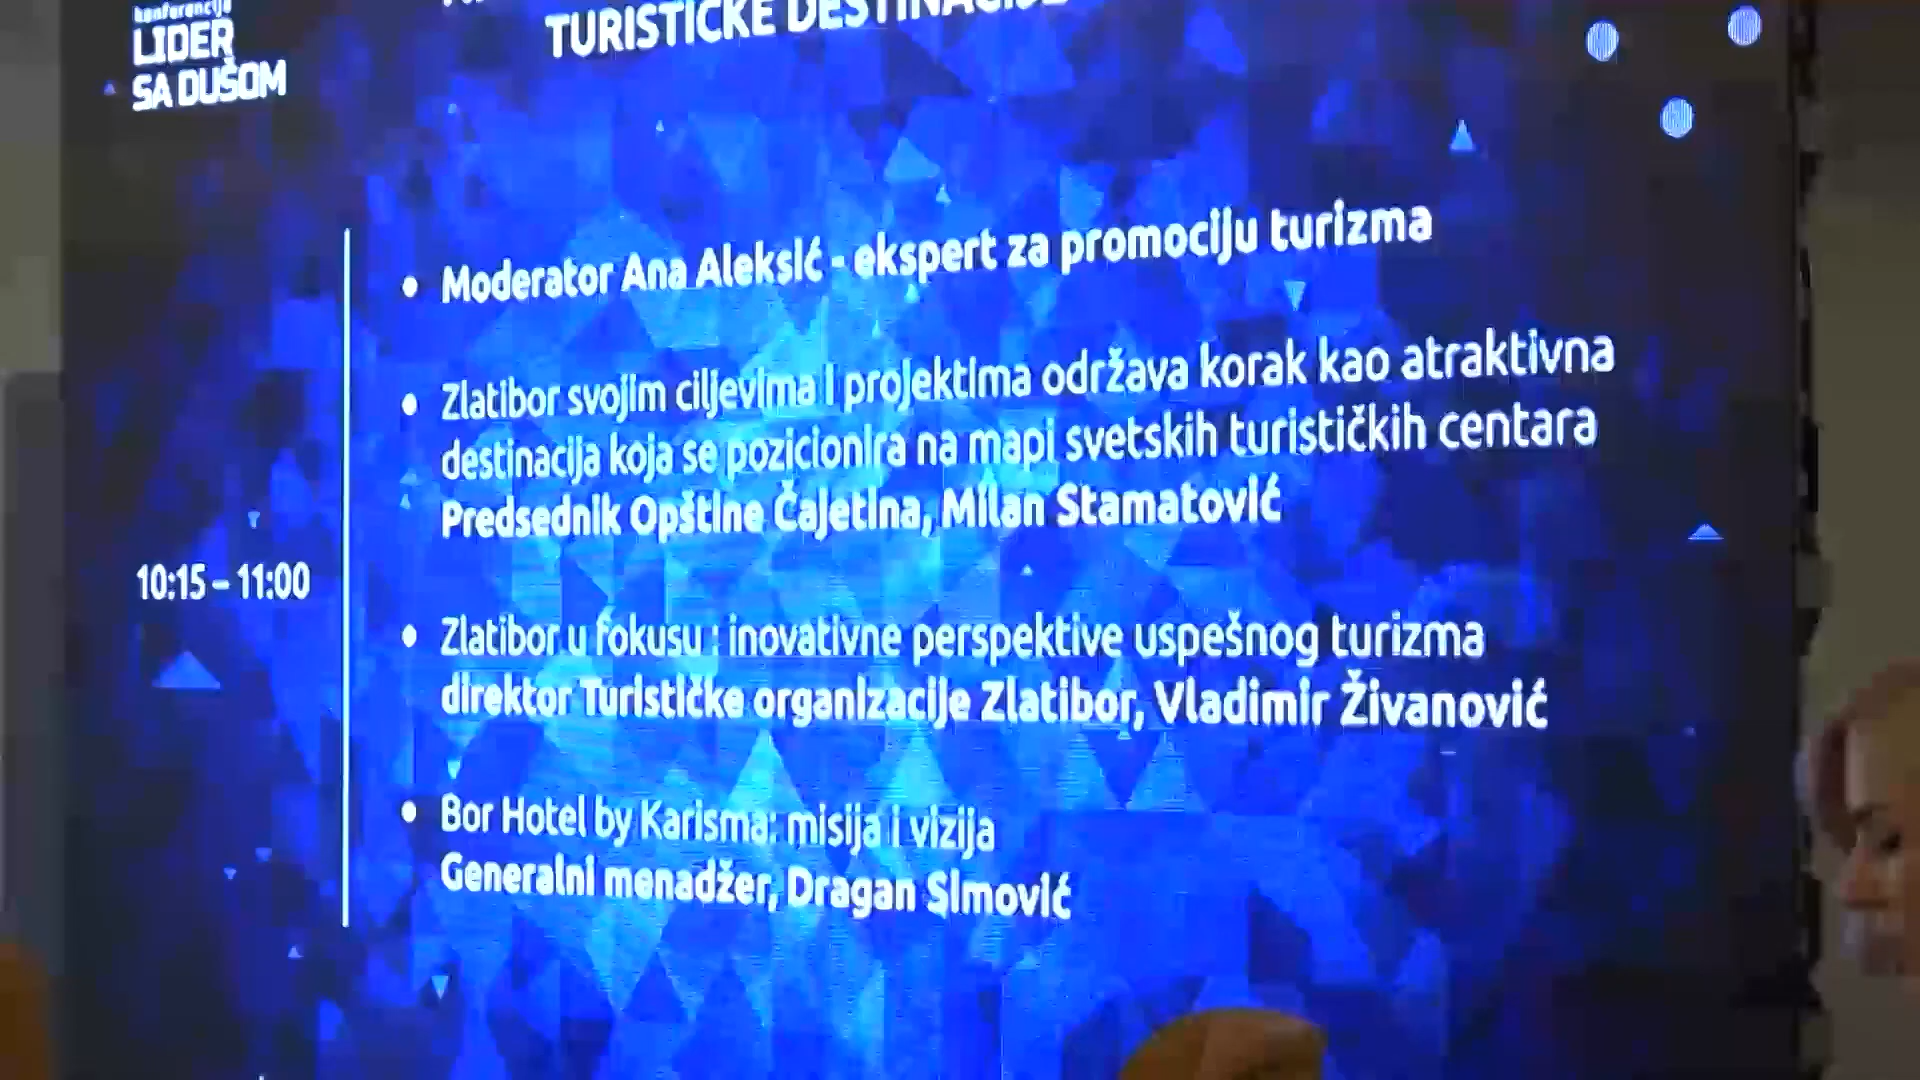 konferencija
LIDER
SA DUŠOM
TURISTIČKE DESTINACIJE
• Moderator Ana Aleksić - ekspert za promociju turizma
• Zlatibor svojim ciljevima i projektima održava korak kao atraktivna
destinacija koja se pozicionira na mapi svetskih turističkih centara
Predsednik Opštine Čajetina, Milan Stamatović
10:15 – 11:00
• Zlatibor u fokusu : inovativne perspektive uspešnog turizma
direktor Turističke organizacije Zlatibor, Vladimir Živanović
• Bor Hotel by Karisma: misija i vizija
Generalni menadžer, Dragan Simović